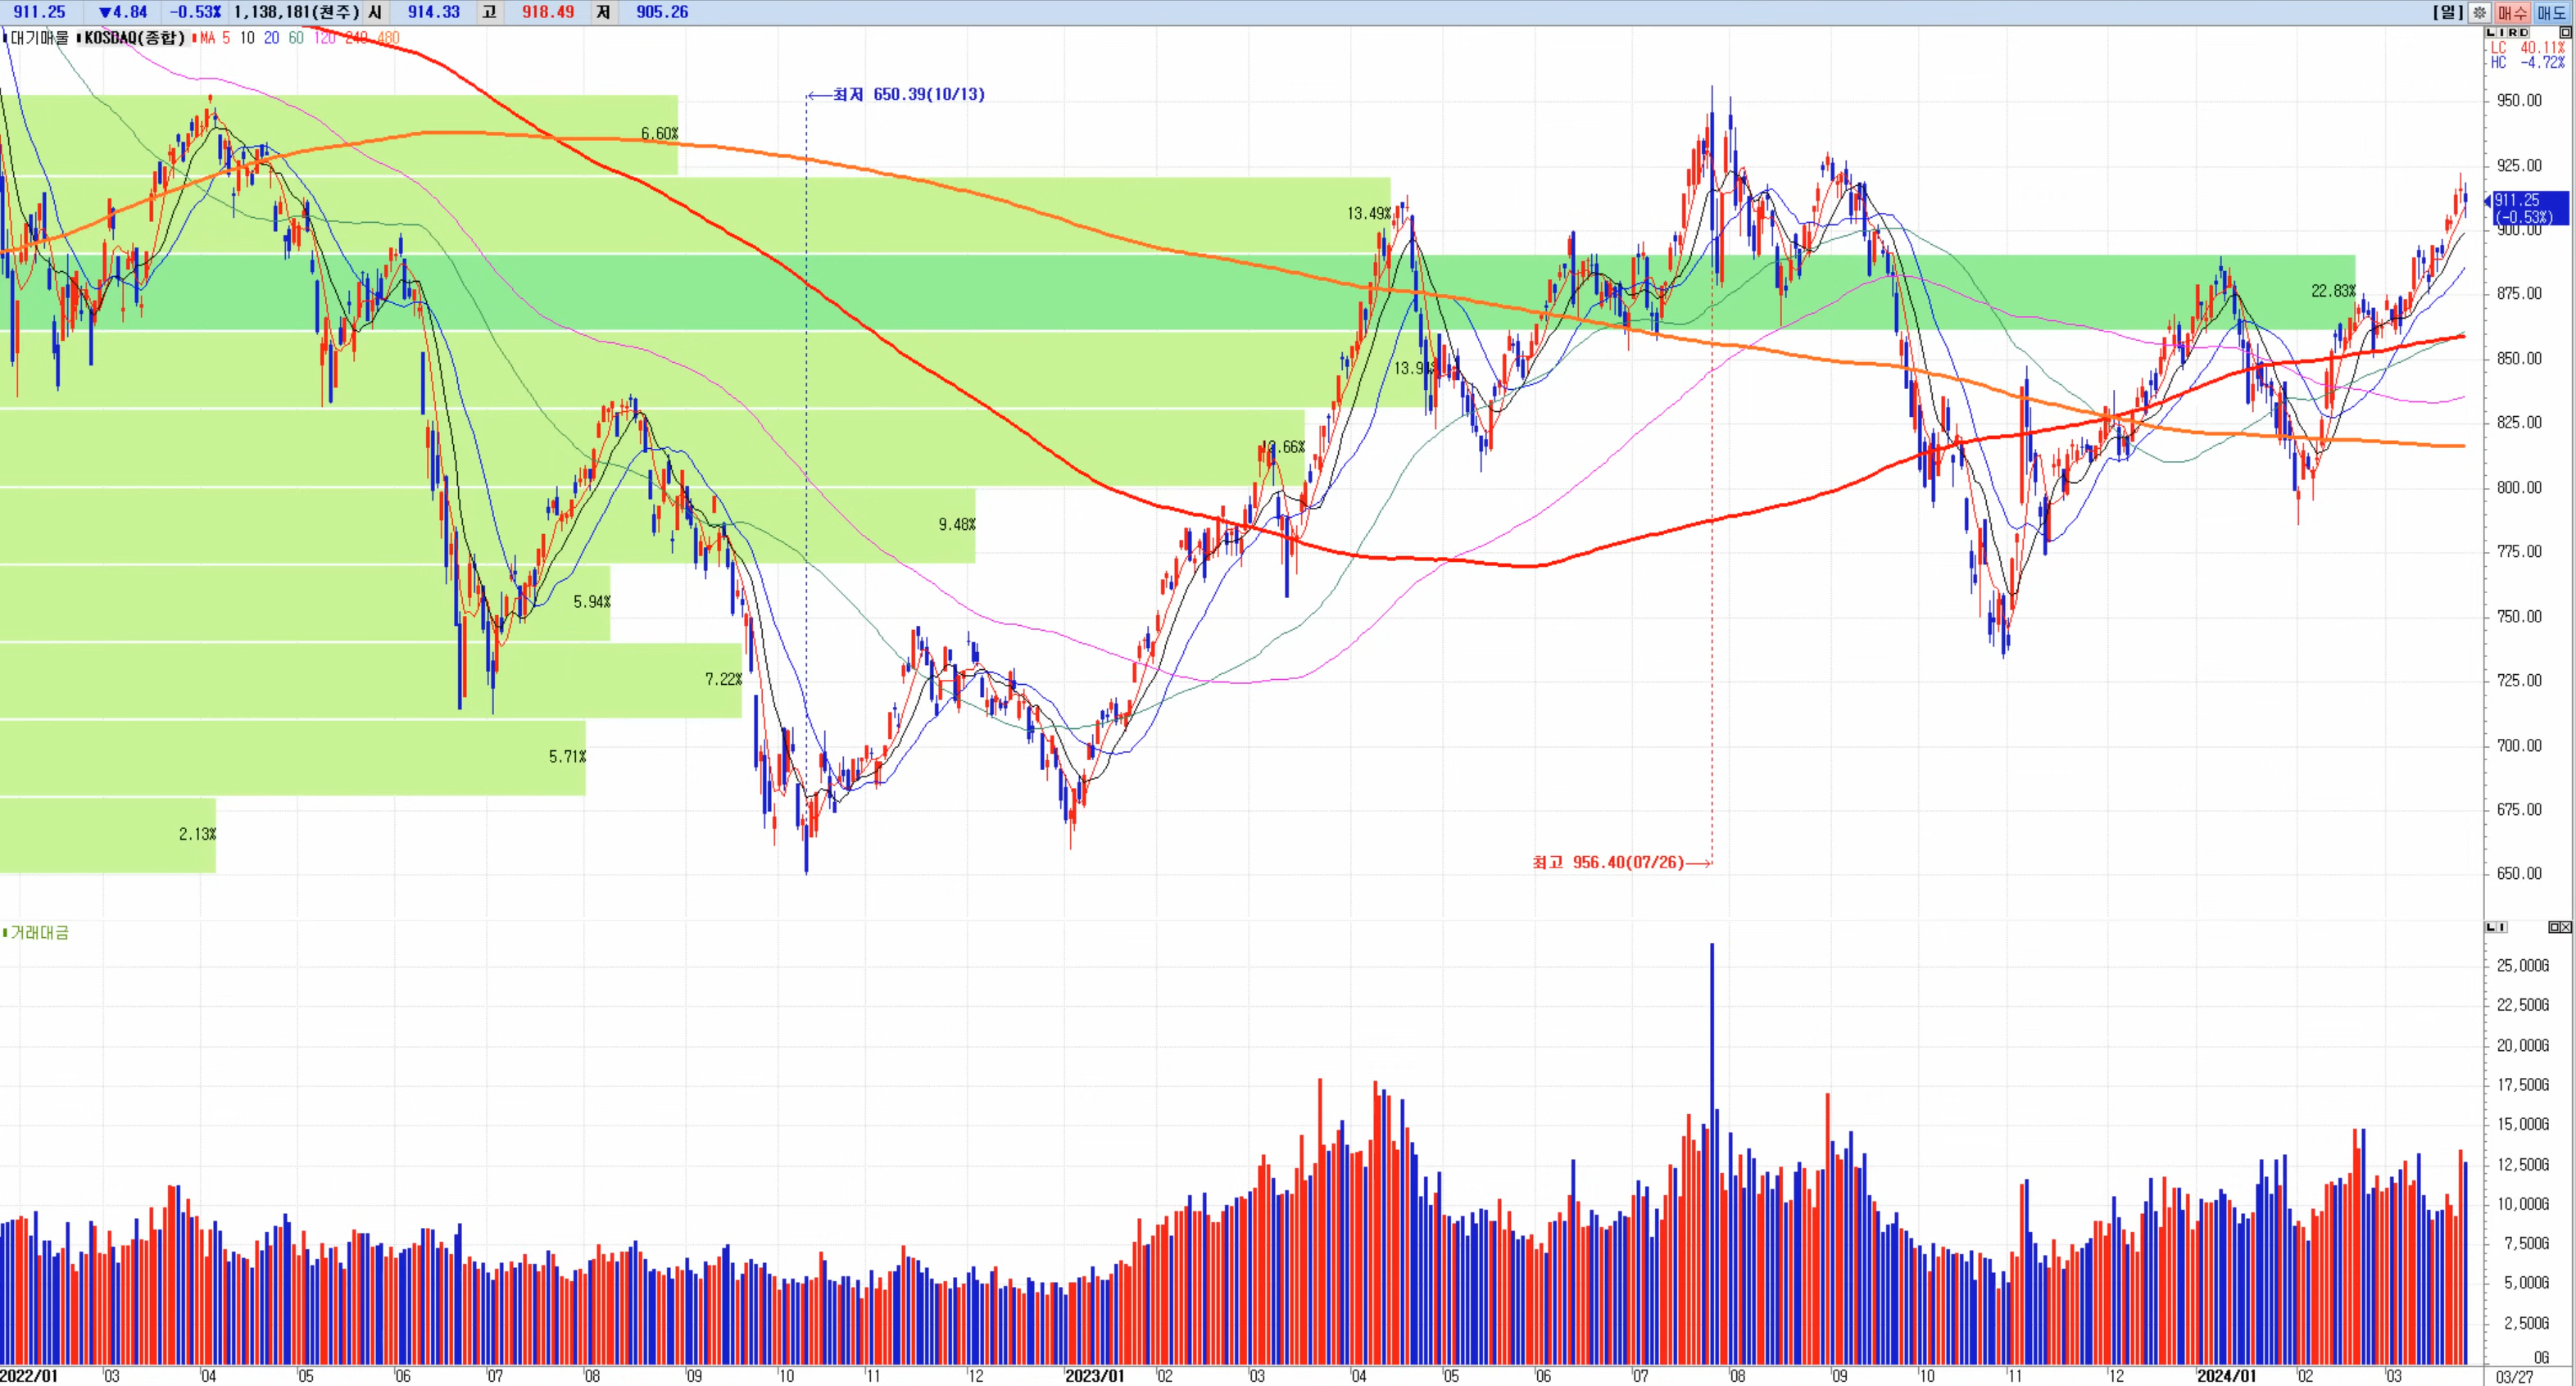 911.25 ▼4.84 -0.53% 1,138,181(천주) 시 914.33 고 918.49 저 905.26 [일] 매수 매도
대기매물 KOSDAQ(종합) MA 5 10 20 60 120 240 480
L I R D
LC 40.11%
HC -4.72%
최저 650.39(10/13)
950.00
6.60%
925.00
911.25
(-0.53%)
13.49%
900.00
22.83%
875.00
13.94%
850.00
12.66%
825.00
800.00
9.48%
775.00
5.94%
750.00
7.22%
725.00
5.71%
700.00
2.13%
675.00
최고 956.40(07/26)
650.00
거래대금
L I
25,000G
22,500G
20,000G
17,500G
15,000G
12,500G
10,000G
7,500G
5,000G
2,500G
0G
2022/01 03 04 05 06 07 08 09 10 11 12 2023/01 02 03 04 05 06 07 08 09 10 11 12 2024/01 02 03 03/27